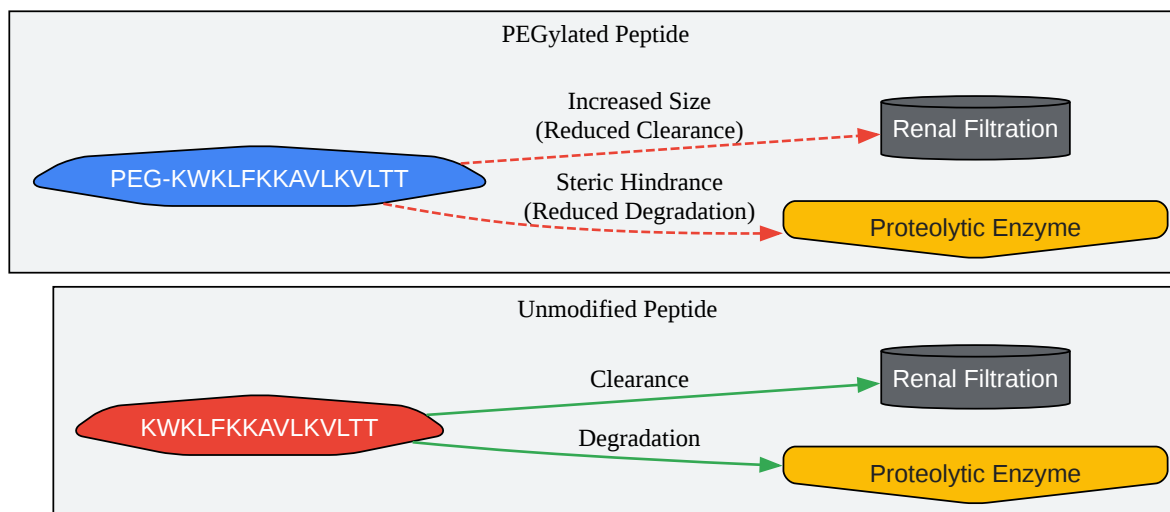 PEGylated Peptide
Increased Size
(Reduced Clearance)
Renal Filtration
PEG-KWKLFKKAVLKVLTT
Steric Hindrance
(Reduced Degradation)
Proteolytic Enzyme
Unmodified Peptide
Clearance
Renal Filtration
KWKLFKKAVLKVLTT
Degradation
Proteolytic Enzyme